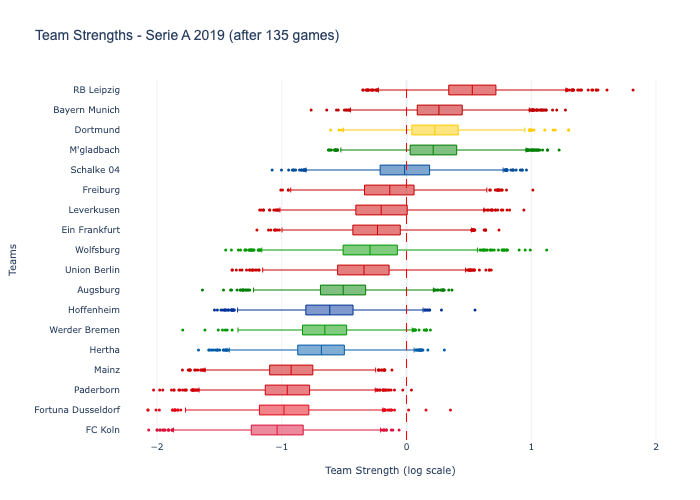 Team Strengths - Serie A 2019 (after 135 games)
RB Leipzig
Bayern Munich
Dortmund
M'gladbach
Schalke 04
Freiburg
Leverkusen
Ein Frankfurt
Wolfsburg
Union Berlin
Augsburg
Hoffenheim
Werder Bremen
Hertha
Mainz
Paderborn
Fortuna Dusseldorf
FC Koln
Teams
−2 −1 0 1 2
Team Strength (log scale)